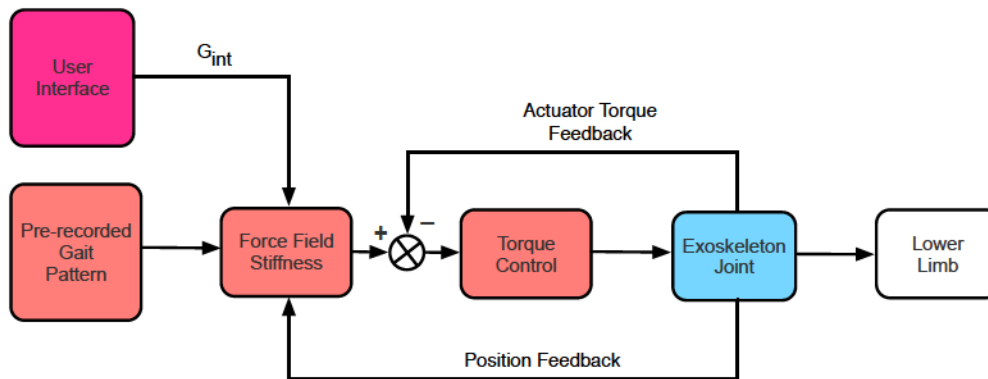 User
Interface
G_int
Actuator Torque
Feedback
Pre-recorded
Gait
Pattern
Force Field
Stiffness
+
−
Torque
Control
Exoskeleton
Joint
Lower
Limb
Position Feedback